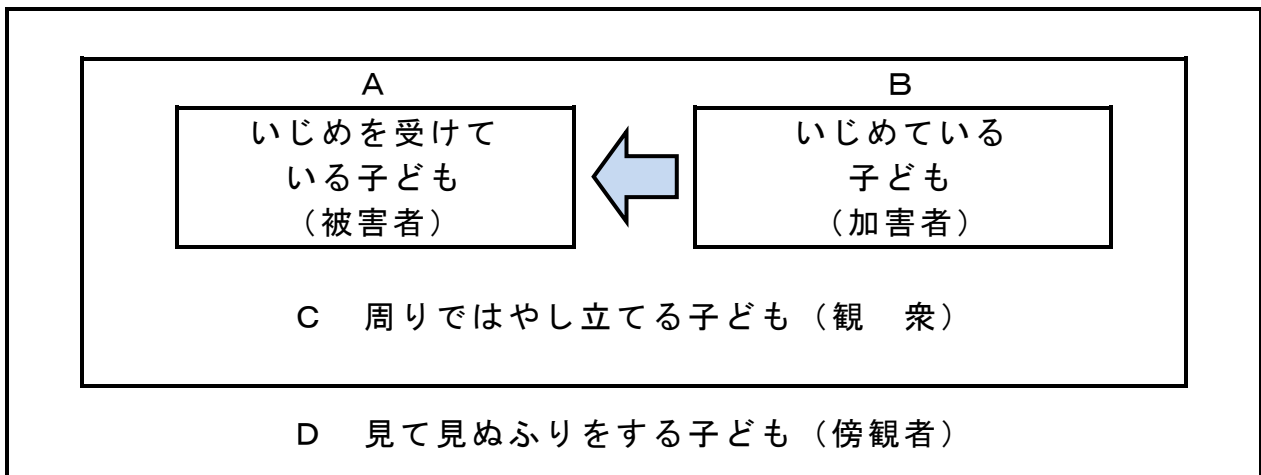 A
B
いじめを受けて
いる子ども
（被害者）
いじめている
子ども
（加害者）
C　周りではやし立てる子ども（観　衆）
D　見て見ぬふりをする子ども（傍観者）